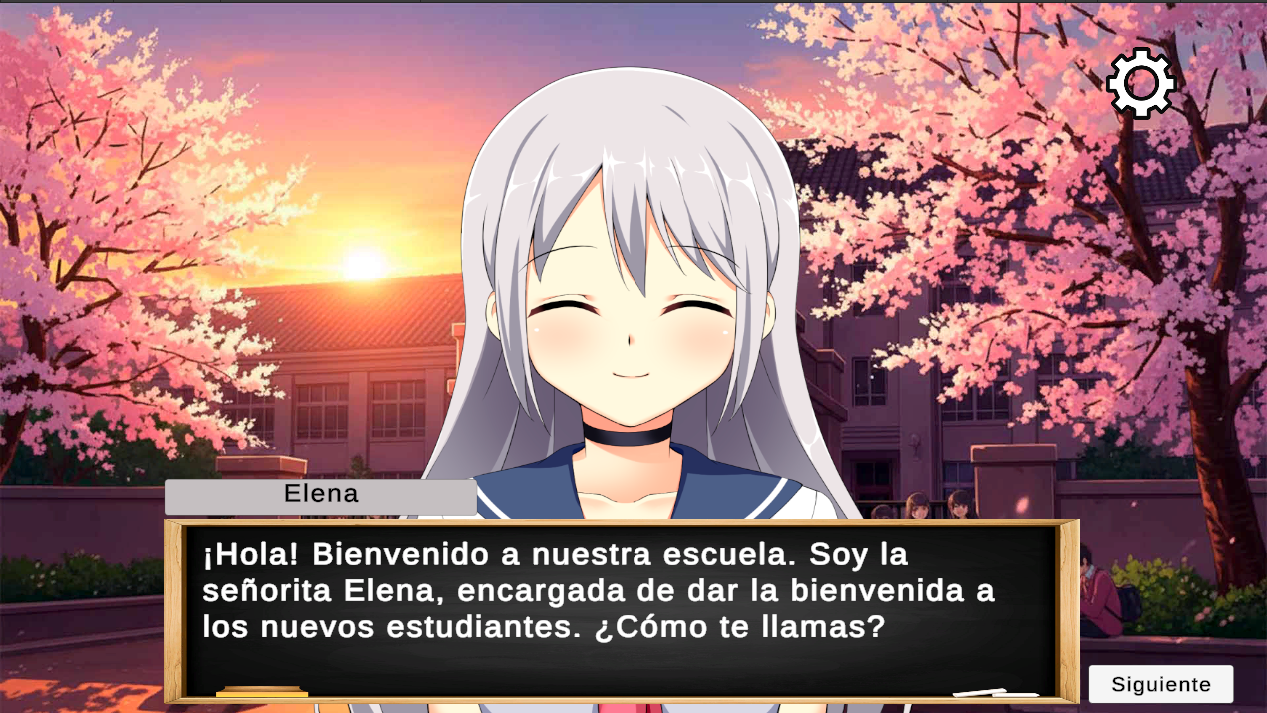 Elena
¡Hola! Bienvenido a nuestra escuela. Soy la
señorita Elena, encargada de dar la bienvenida a
los nuevos estudiantes. ¿Cómo te llamas?
Siguiente